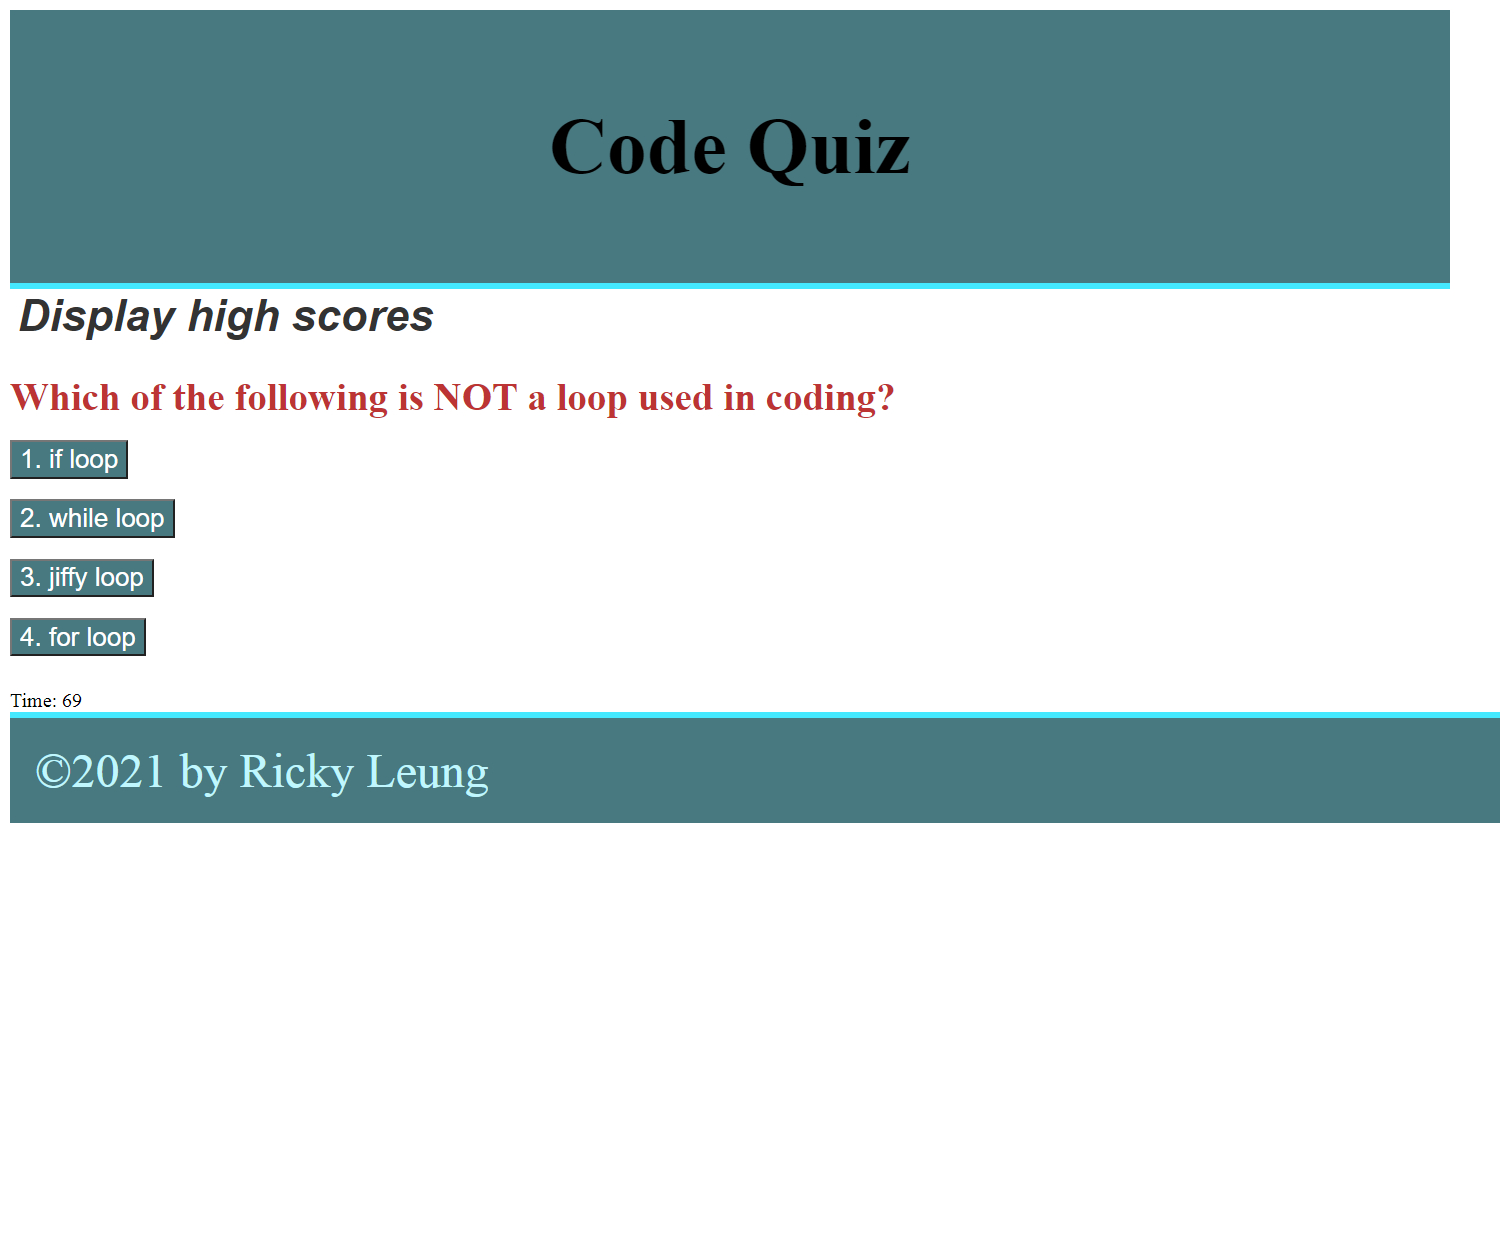 Code Quiz
Display high scores
Which of the following is NOT a loop used in coding?
1. if loop
2. while loop
3. jiffy loop
4. for loop
Time: 69
©2021 by Ricky Leung